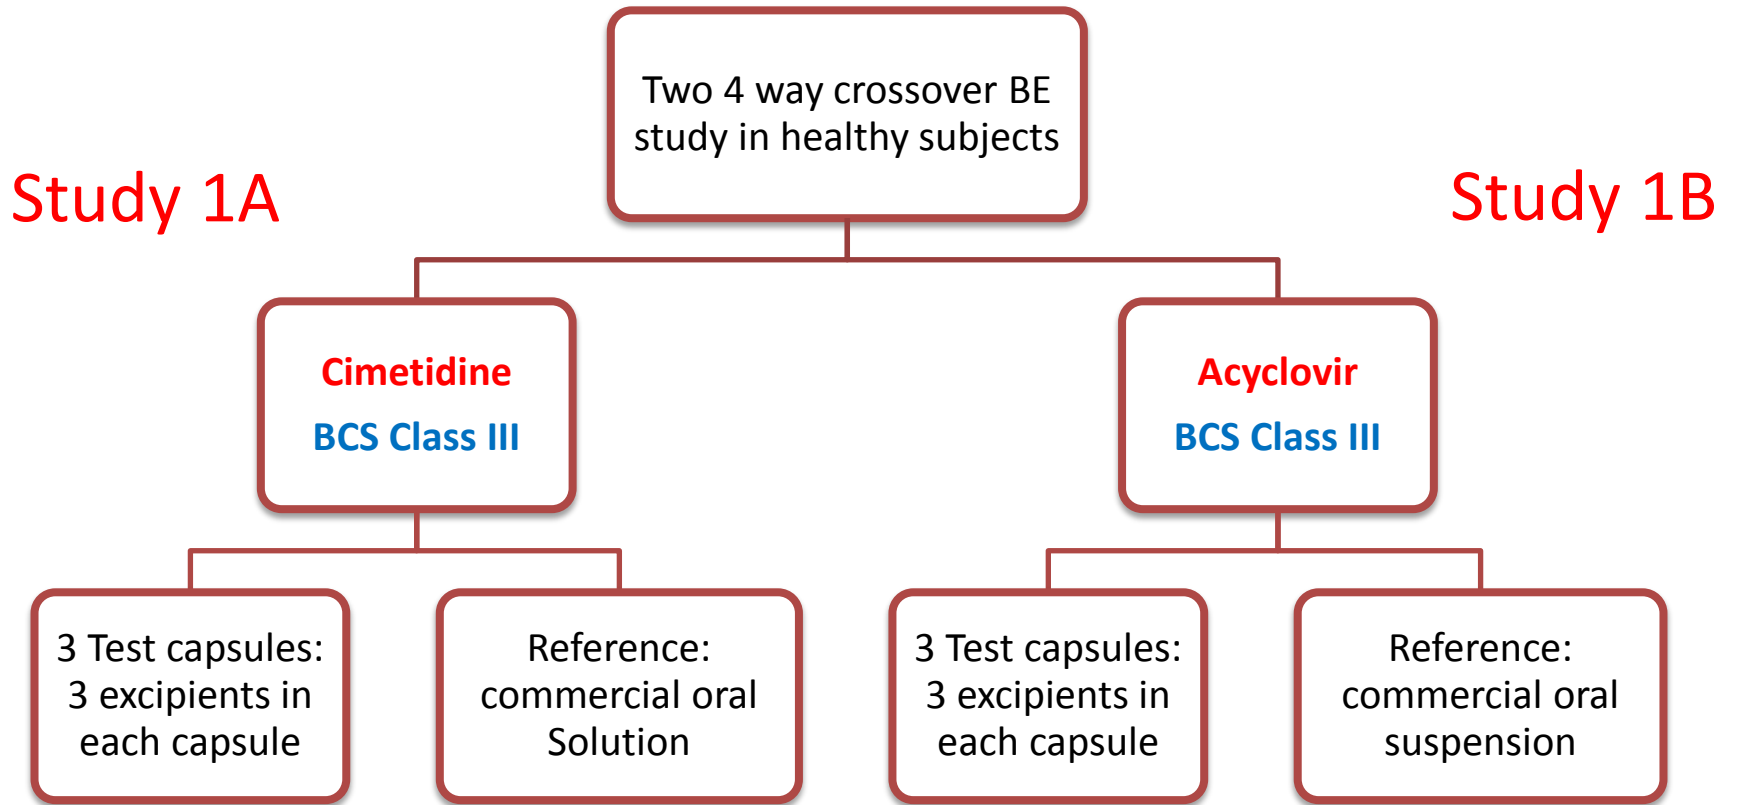 Two 4 way crossover BE
study in healthy subjects
Study 1A
Study 1B
Cimetidine
BCS Class III
Acyclovir
BCS Class III
3 Test capsules:
3 excipients in
each capsule
Reference:
commercial oral
Solution
3 Test capsules:
3 excipients in
each capsule
Reference:
commercial oral
suspension